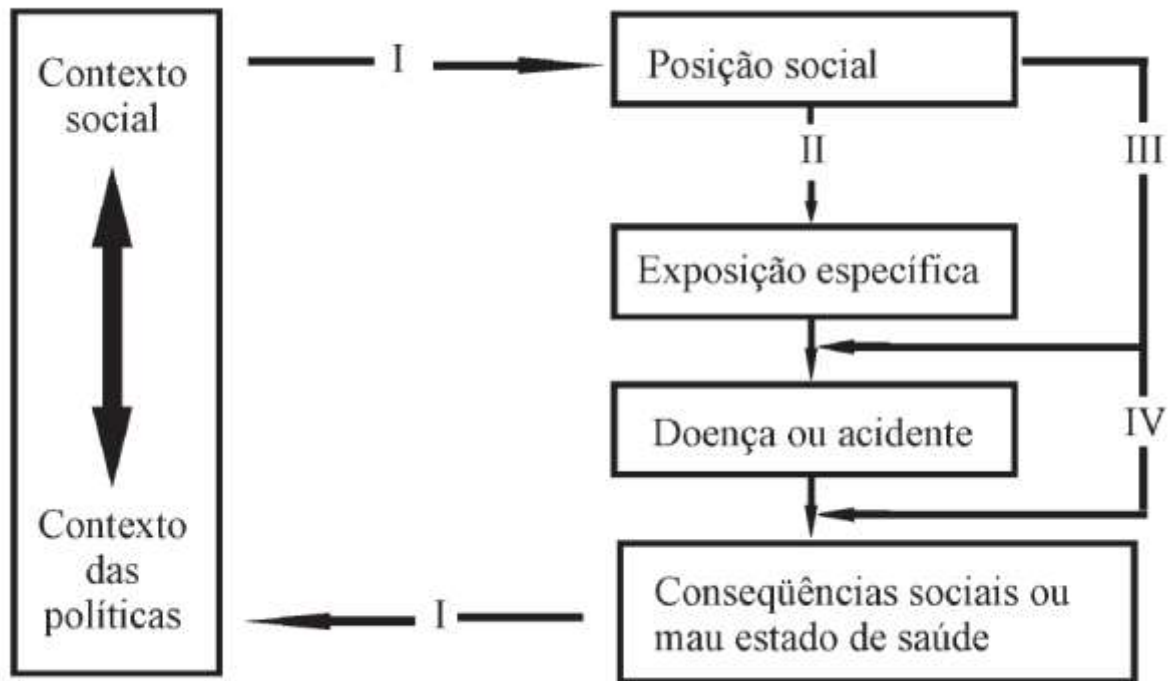 Contexto
social
Contexto
das
políticas
I
Posição social
II
III
Exposição específica
Doença ou acidente
IV
Conseqüências sociais ou
mau estado de saúde
I